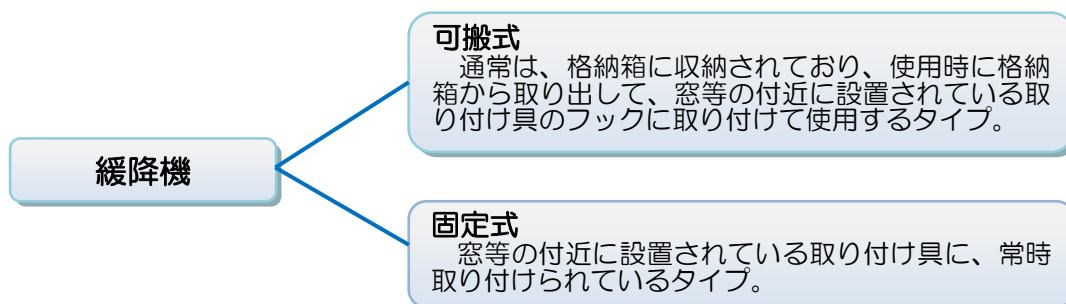 緩降機
可搬式
　通常は、格納箱に収納されており、使用時に格納
箱から取り出して、窓等の付近に設置されている取
り付け具のフックに取り付けて使用するタイプ。
固定式
　窓等の付近に設置されている取り付け具に、常時
取り付けられているタイプ。